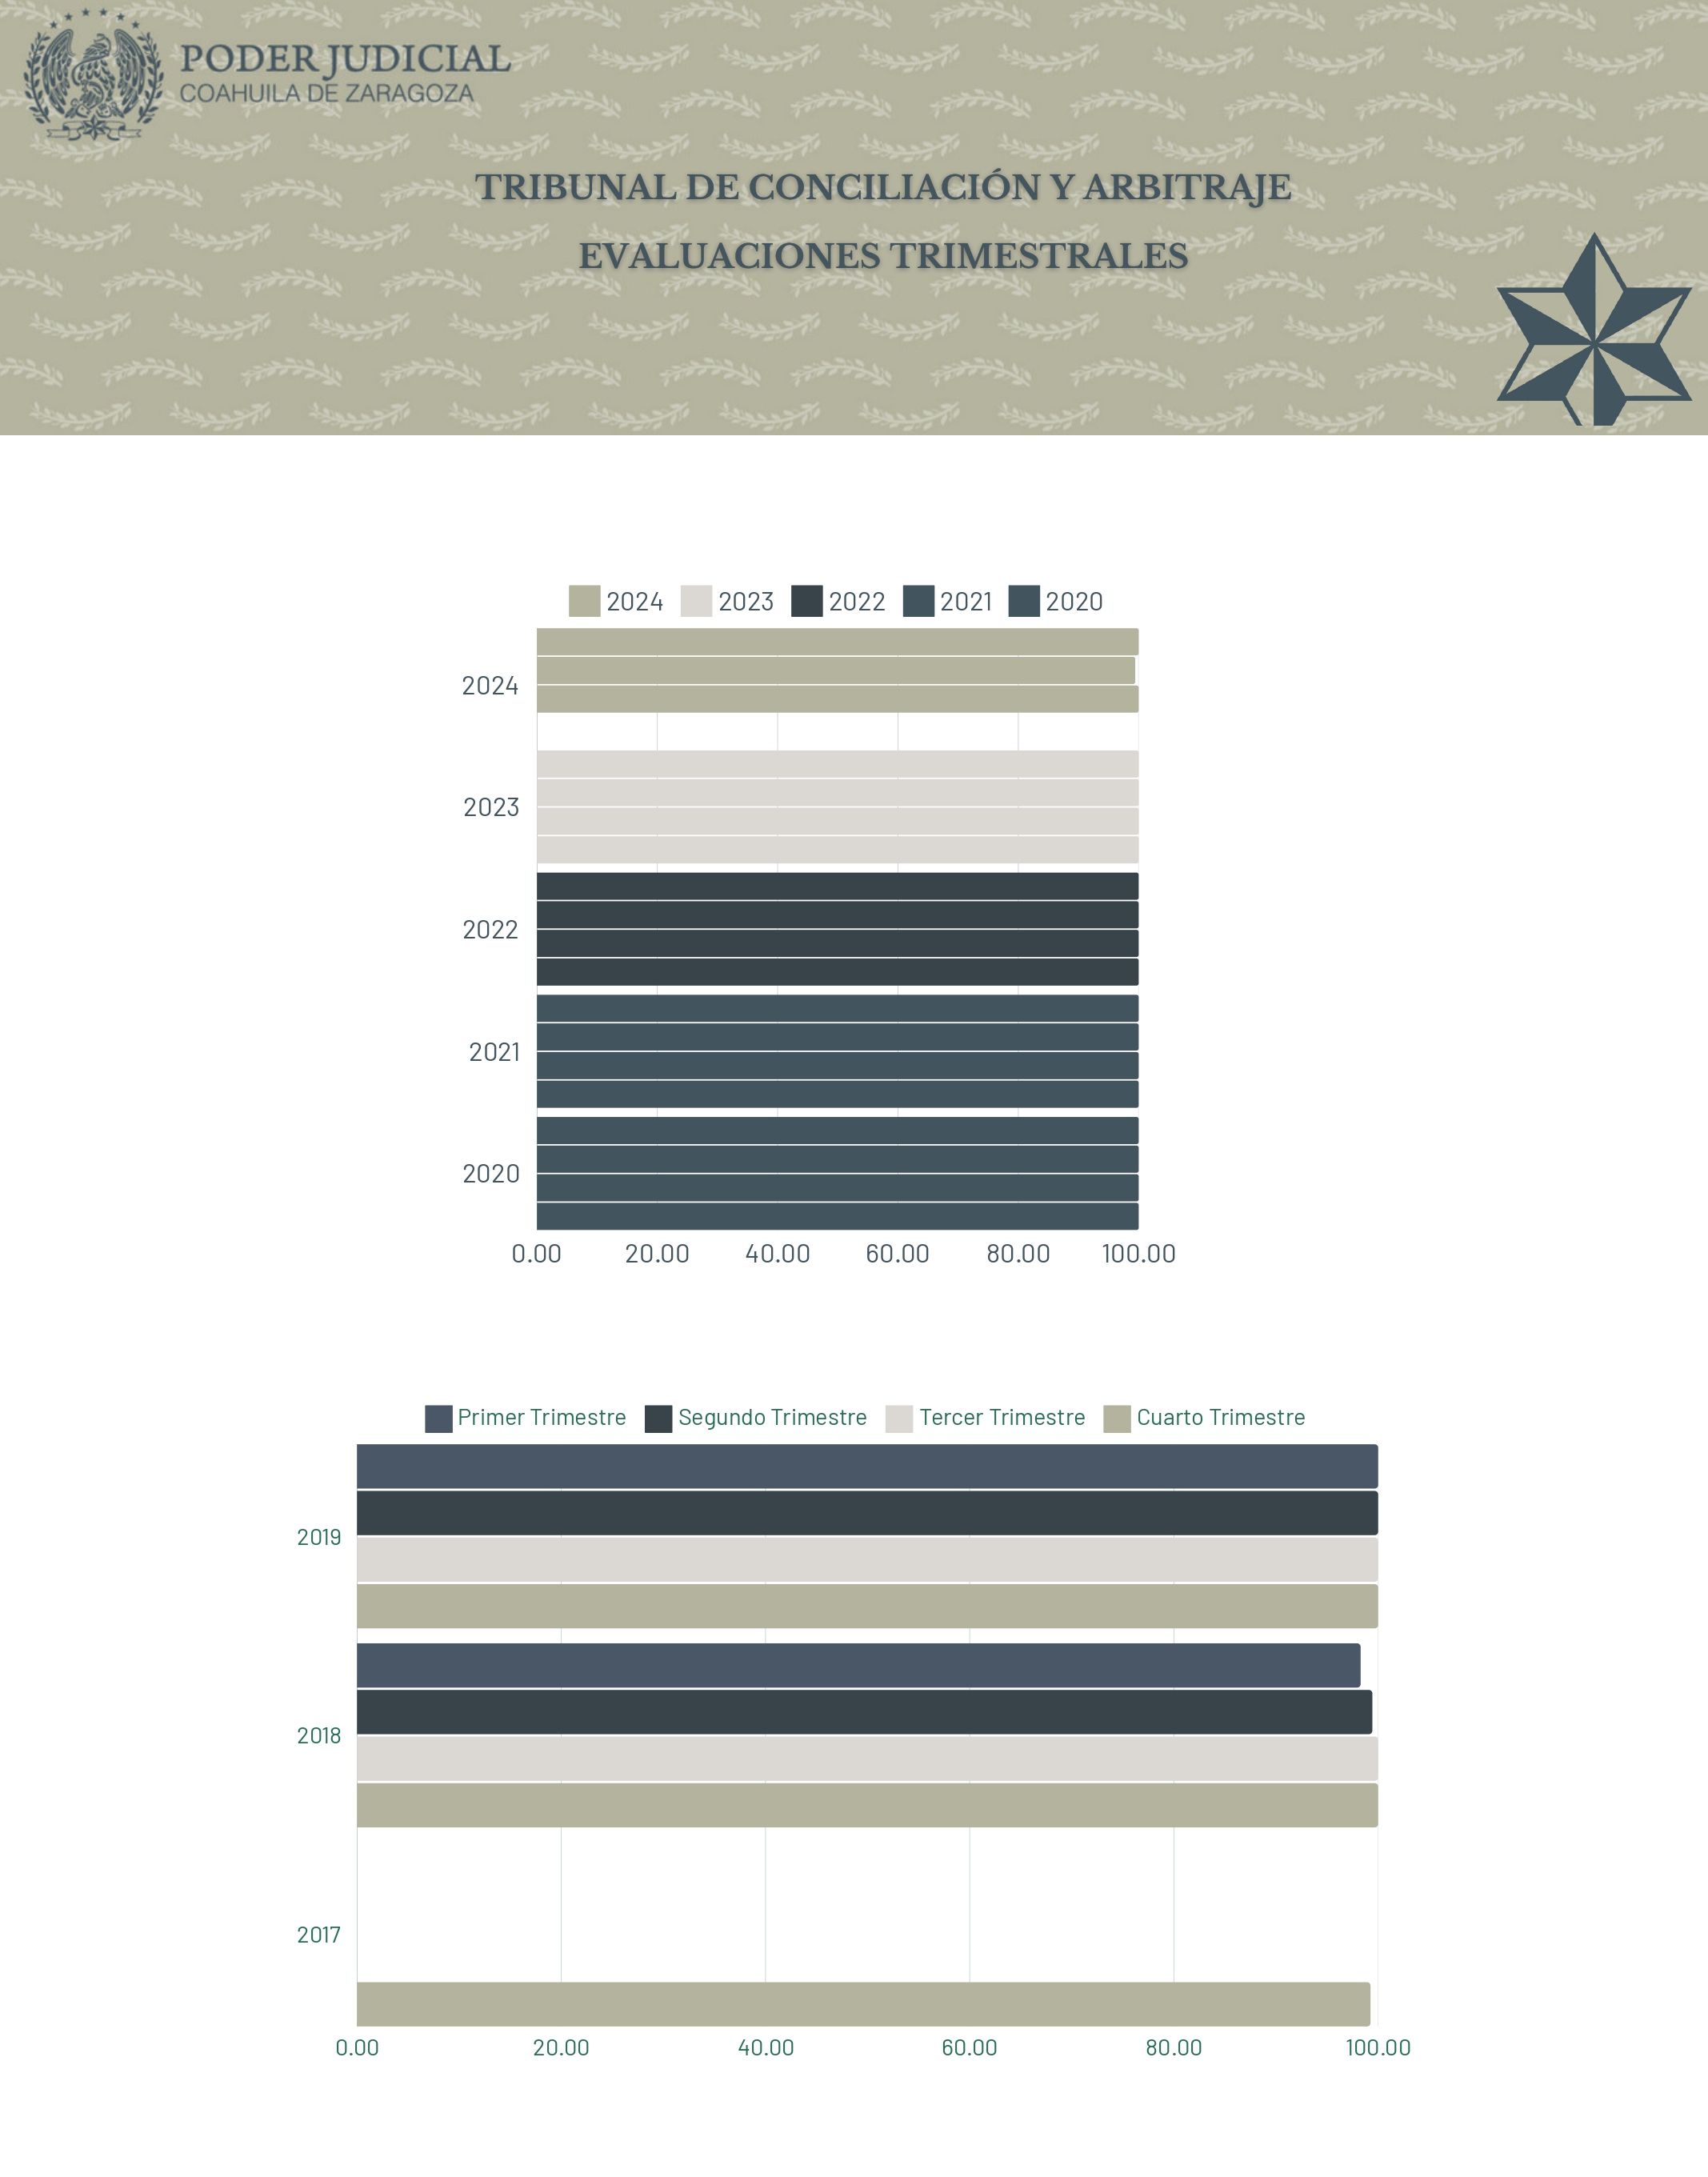 PODER JUDICIAL
COAHUILA DE ZARAGOZA
TRIBUNAL DE CONCILIACIÓN Y ARBITRAJE
EVALUACIONES TRIMESTRALES
2024 2023 2022 2021 2020
2024
2023
2022
2021
2020
0.00 20.00 40.00 60.00 80.00 100.00
Primer Trimestre Segundo Trimestre Tercer Trimestre Cuarto Trimestre
2019
2018
2017
0.00 20.00 40.00 60.00 80.00 100.00